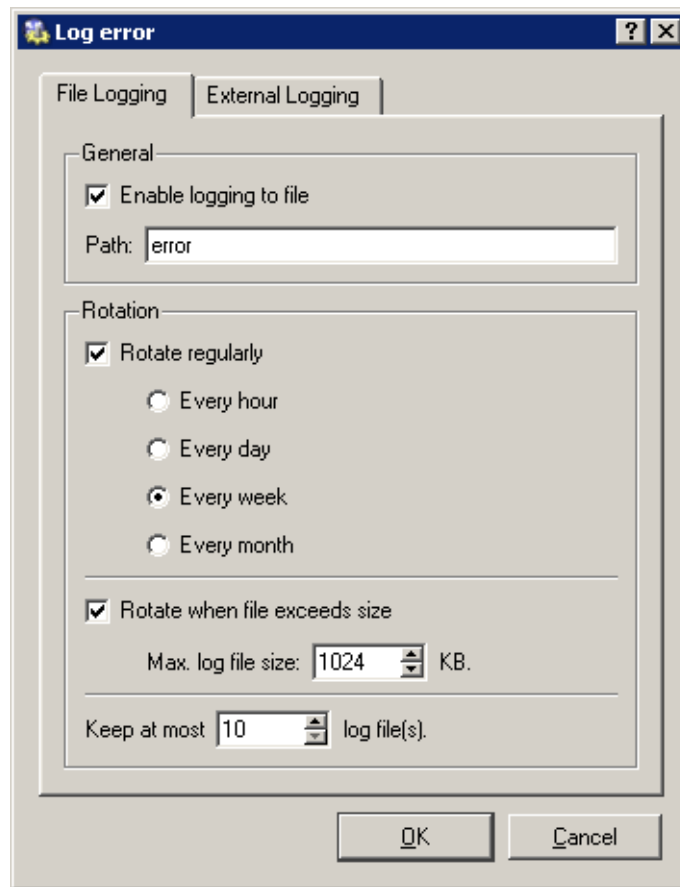 Log error
File Logging External Logging
General
Enable logging to file
Path: error
Rotation
Rotate regularly
Every hour
Every day
Every week
Every month
Rotate when file exceeds size
Max. log file size: 1024 KB.
Keep at most 10 log file(s).
OK Cancel